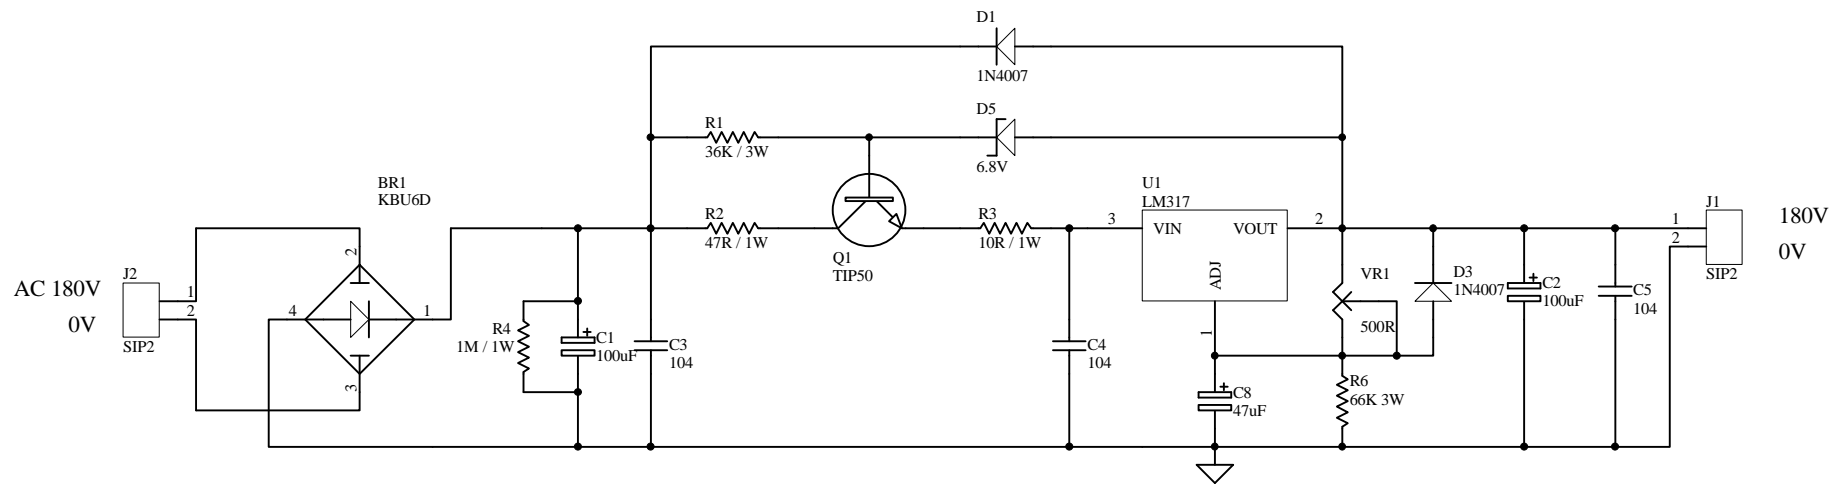 D1
1N4007
D5
6.8V
R1
36K / 3W
BR1
KBU6D
R2
47R / 1W
Q1
TIP50
R3
10R / 1W
3
U1
LM317
VIN
VOUT
ADJ
2
1
J1
1
2
SIP2
180V
0V
J2
AC 180V
0V
1
2
SIP2
2
4
1
3
R4
1M / 1W
+
C1
100uF
C3
104
C4
104
VR1
500R
D3
1N4007
+
C2
100uF
C5
104
+
C8
47uF
R6
66K 3W